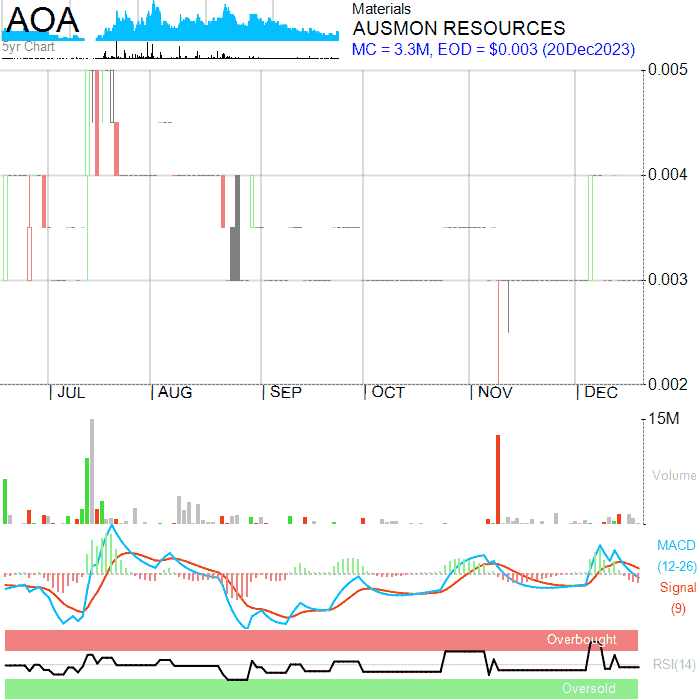 AOA
5yr Chart
Materials
AUSMON RESOURCES
MC = 3.3M, EOD = $0.003 (20Dec2023)
0.005
0.004
0.003
0.002
| JUL | AUG | SEP | OCT | NOV | DEC
15M
Volume
MACD
(12-26)
Signal
(9)
Overbought
RSI(14)
Oversold